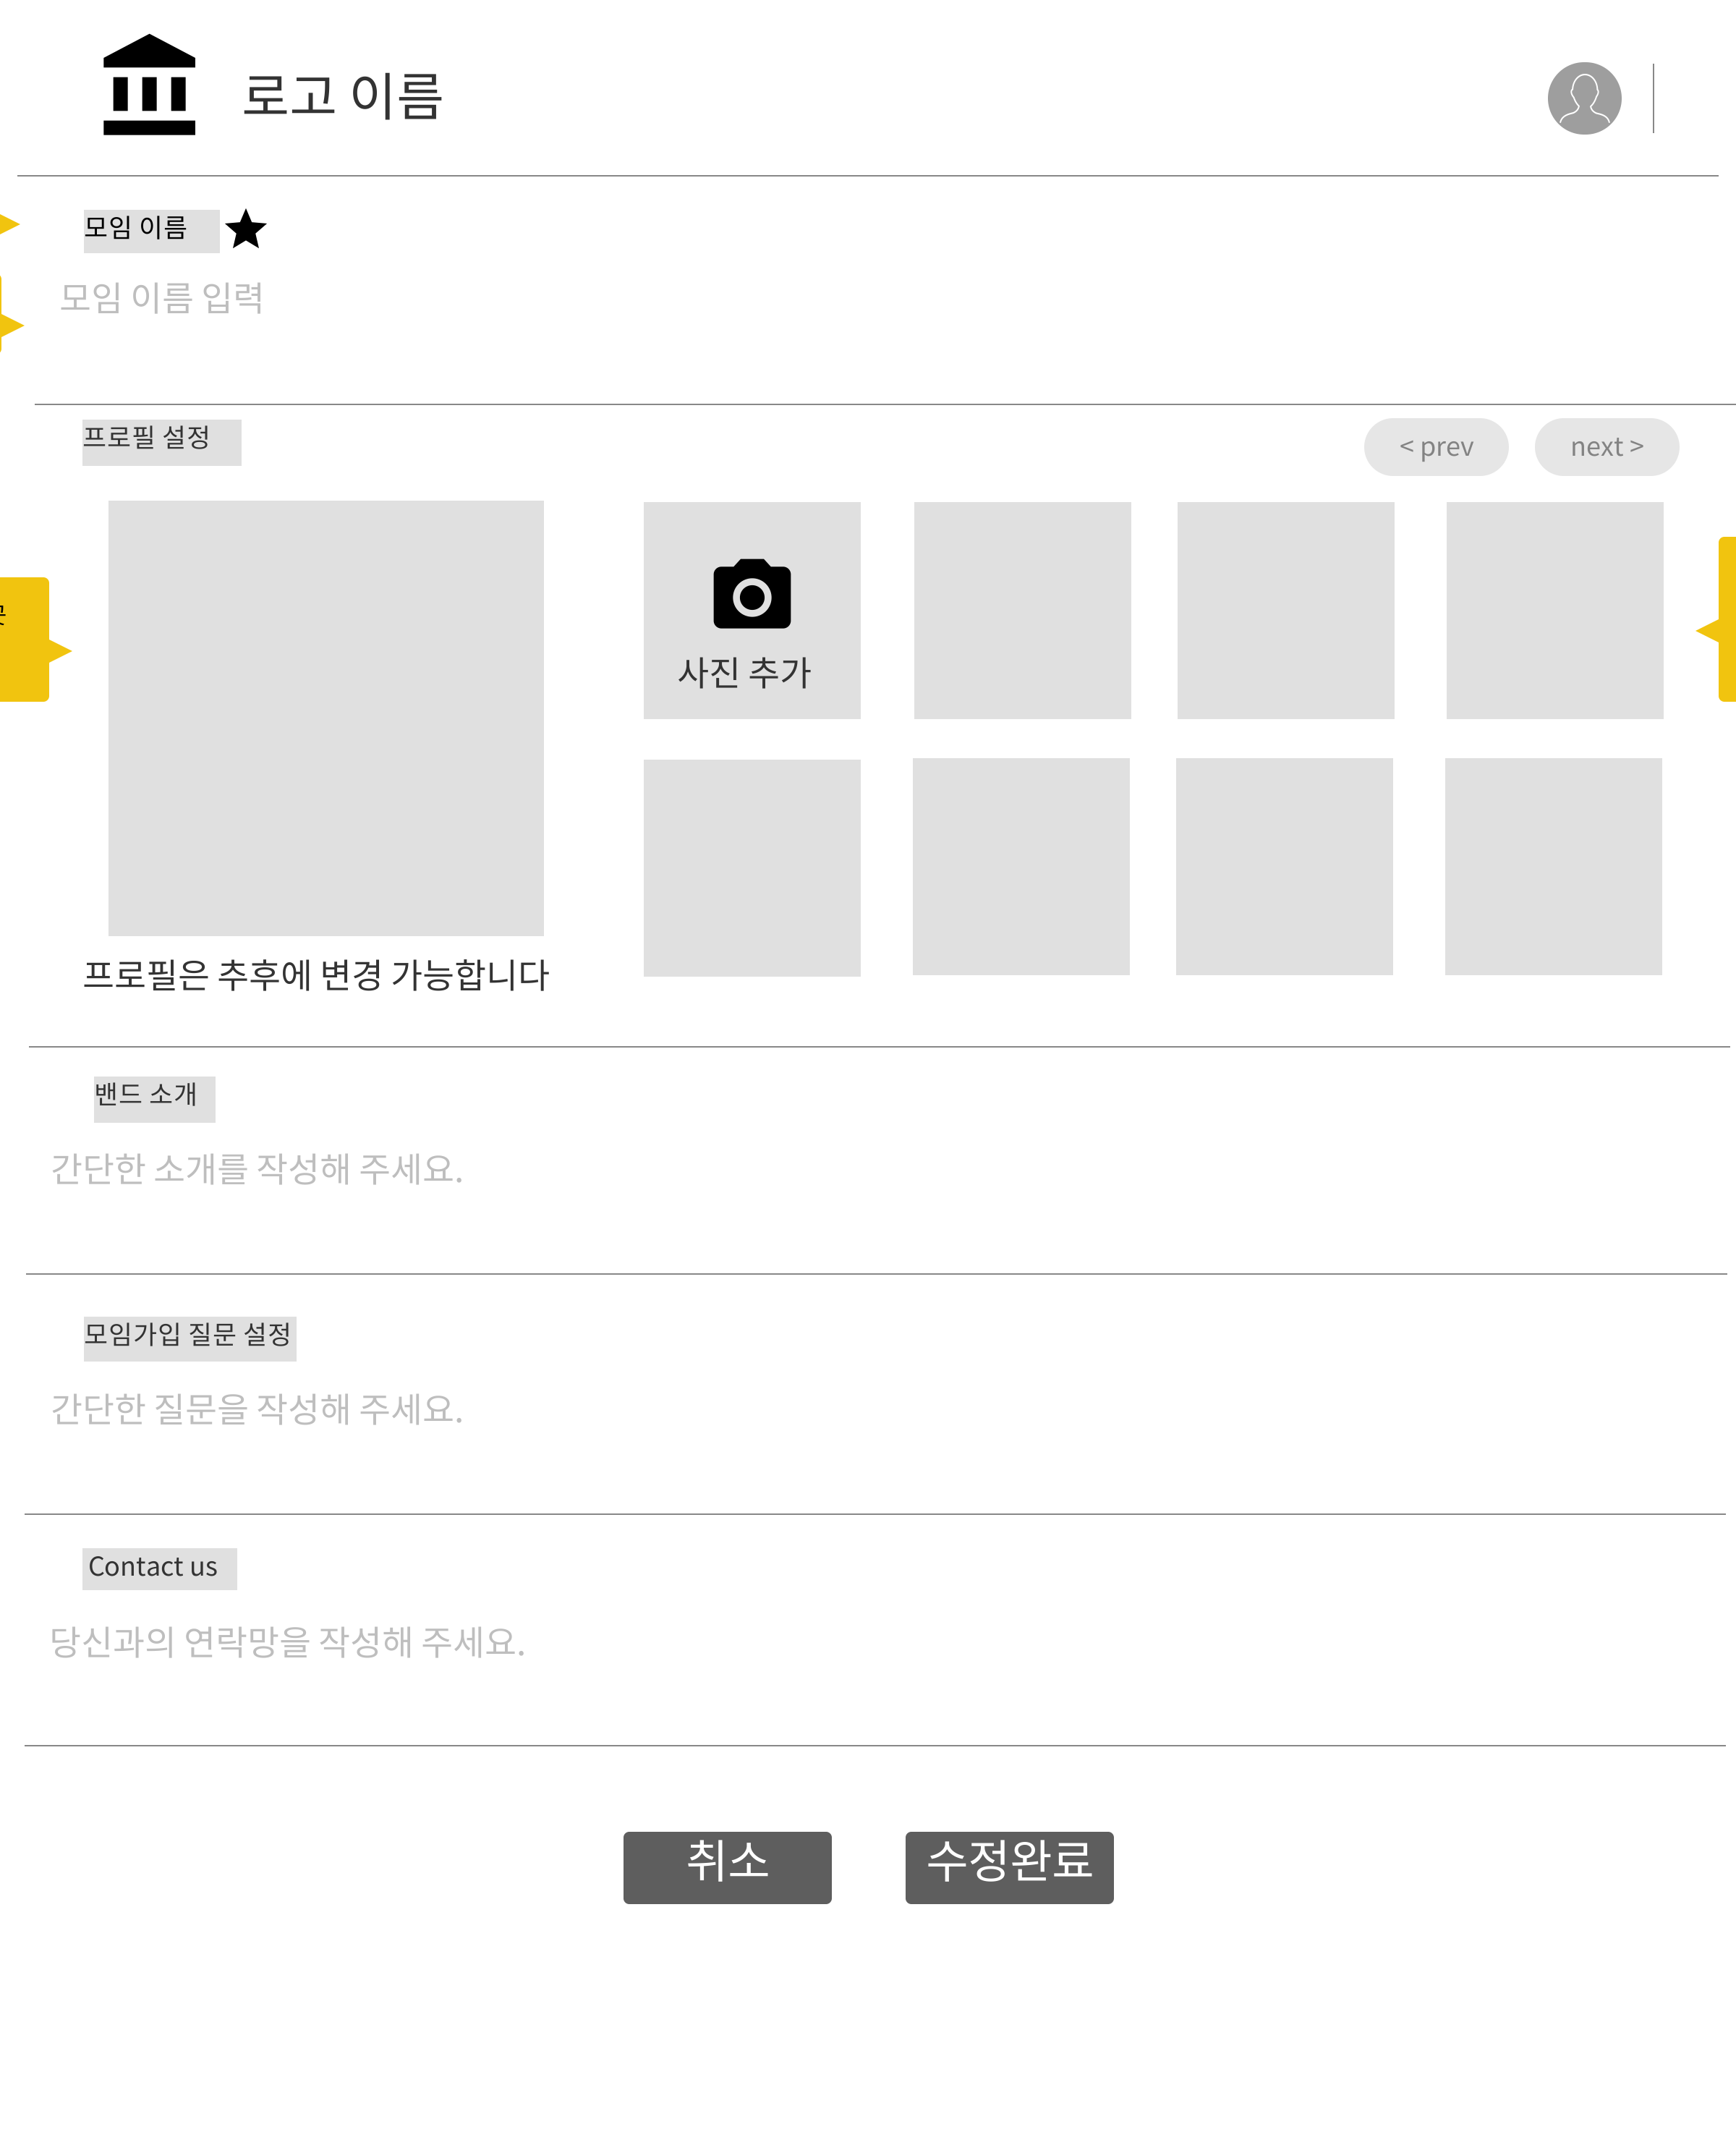 로고 이름
모임 이름
모임 이름 입력
프로필 설정
< prev
next >
사진 추가
프로필은 추후에 변경 가능합니다
밴드 소개
간단한 소개를 작성해 주세요.
모임가입 질문 설정
간단한 질문을 작성해 주세요.
Contact us
당신과의 연락망을 작성해 주세요.
취소
수정완료